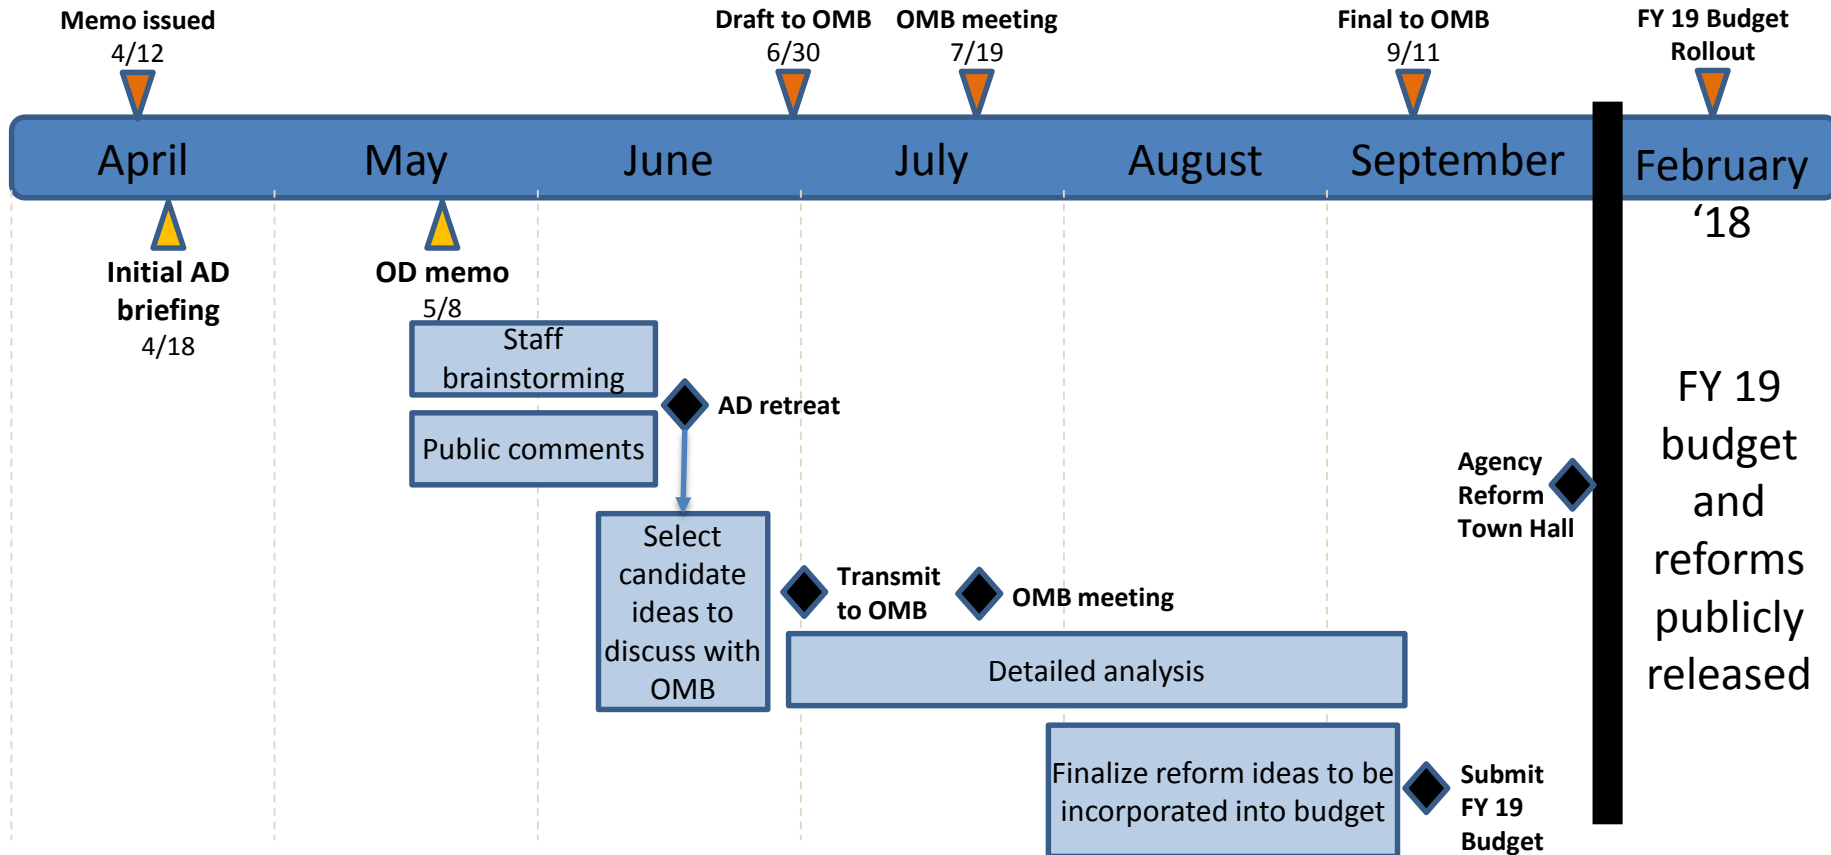 Memo issued
4/12
Draft to OMB
6/30
OMB meeting
7/19
Final to OMB
9/11
FY 19 Budget
Rollout
April
May
June
July
August
September
February
‘18
Initial AD
briefing
4/18
OD memo
5/8
Staff
brainstorming
Public comments
AD retreat
Select
candidate
ideas to
discuss with
OMB
Transmit
to OMB
OMB meeting
Detailed analysis
Finalize reform ideas to be
incorporated into budget
Submit
FY 19
Budget
Agency
Reform
Town Hall
FY 19
budget
and
reforms
publicly
released